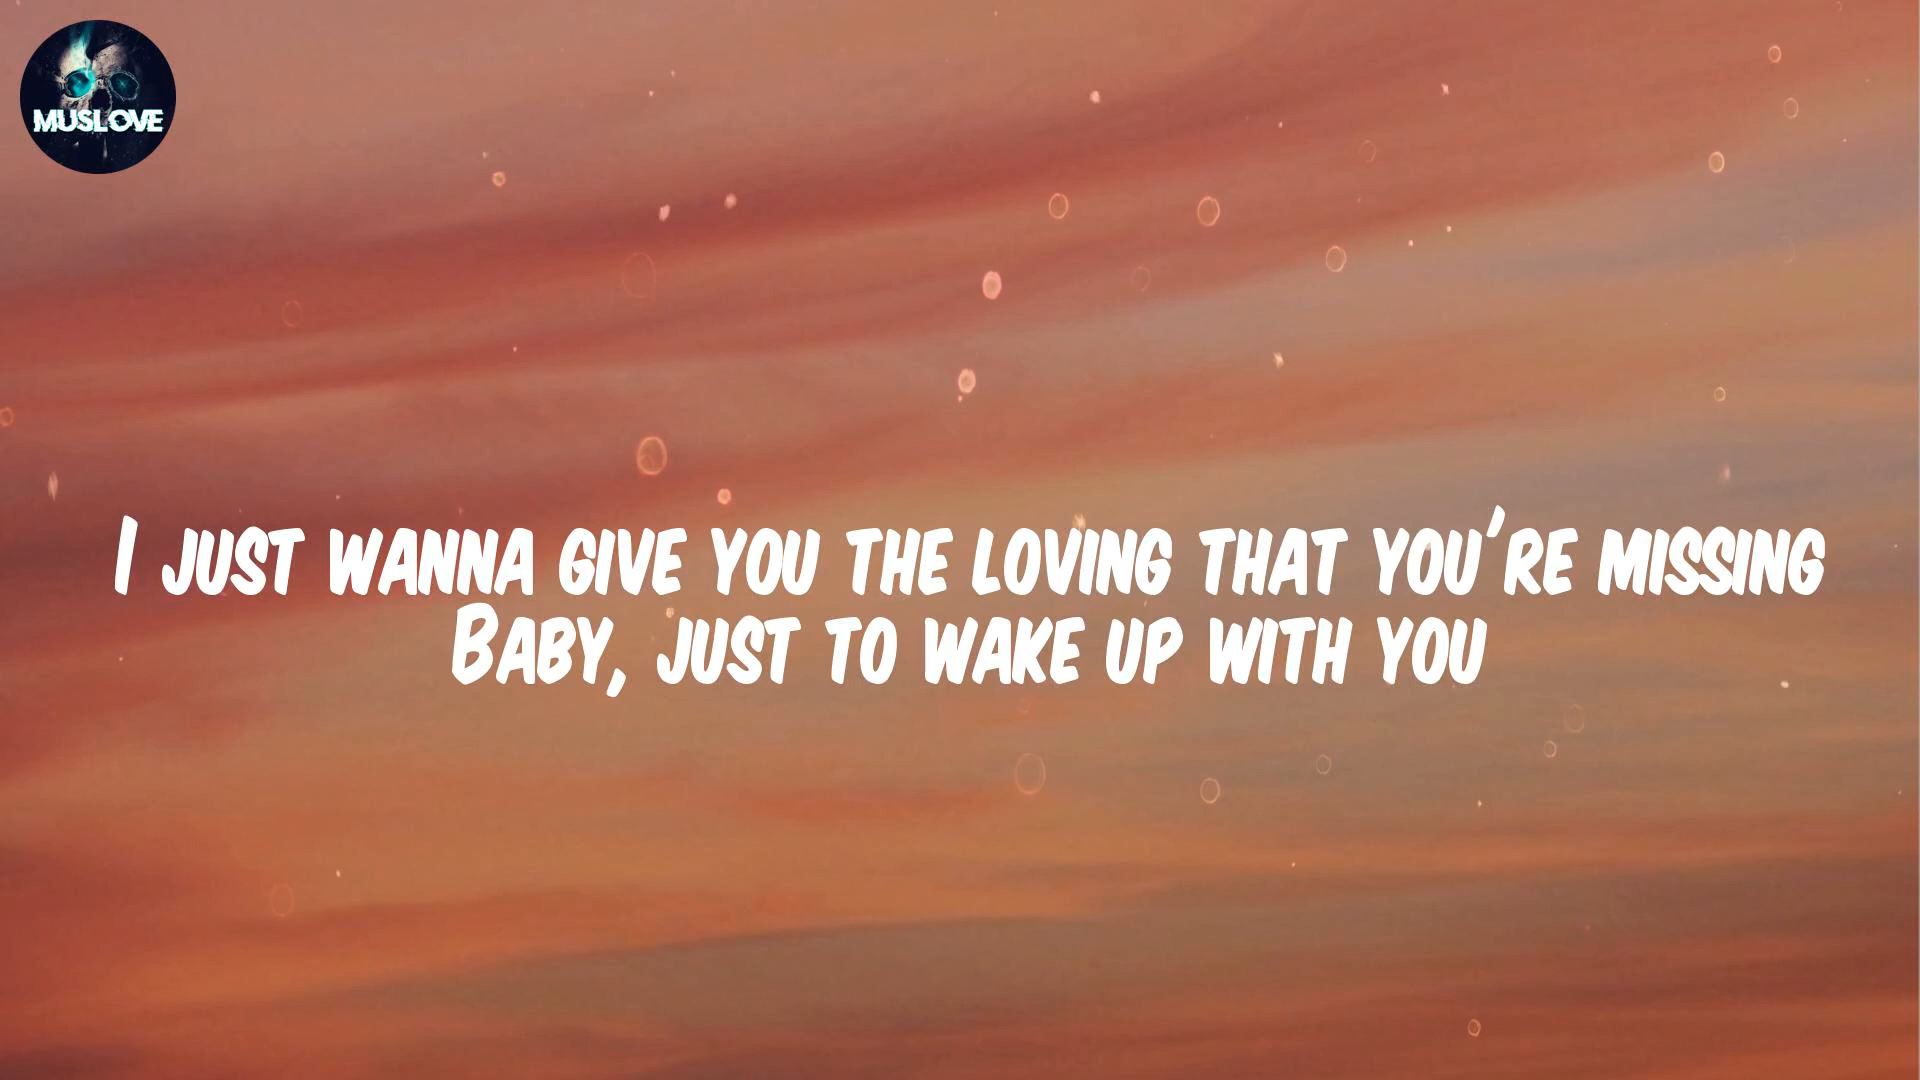 MUSLOVE
I just wanna give you the loving that you're missing
Baby, just to wake up with you